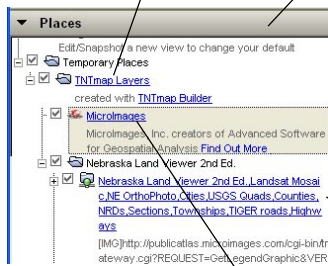 Places
Edit/Snapshot a new view to change your default
Temporary Places
TNTmap Layers
created with TNTmap Builder
MicroImages
MicroImages, Inc. creators of Advanced Software
for Geospatial Analysis Find Out More
Nebraska Land Viewer 2nd Ed.
Nebraska Land Viewer 2nd Ed.,Landsat Mosai
c,NE OrthoPhoto,Cities,USGS Quads,Counties,
NRDs,Sections,Townships,TIGER roads,Highw
ays
[IMG]http://publicatlas.microimages.com/cgi-bin/tn
ateway.cgi?REQUEST=GetLegendGraphic&VER